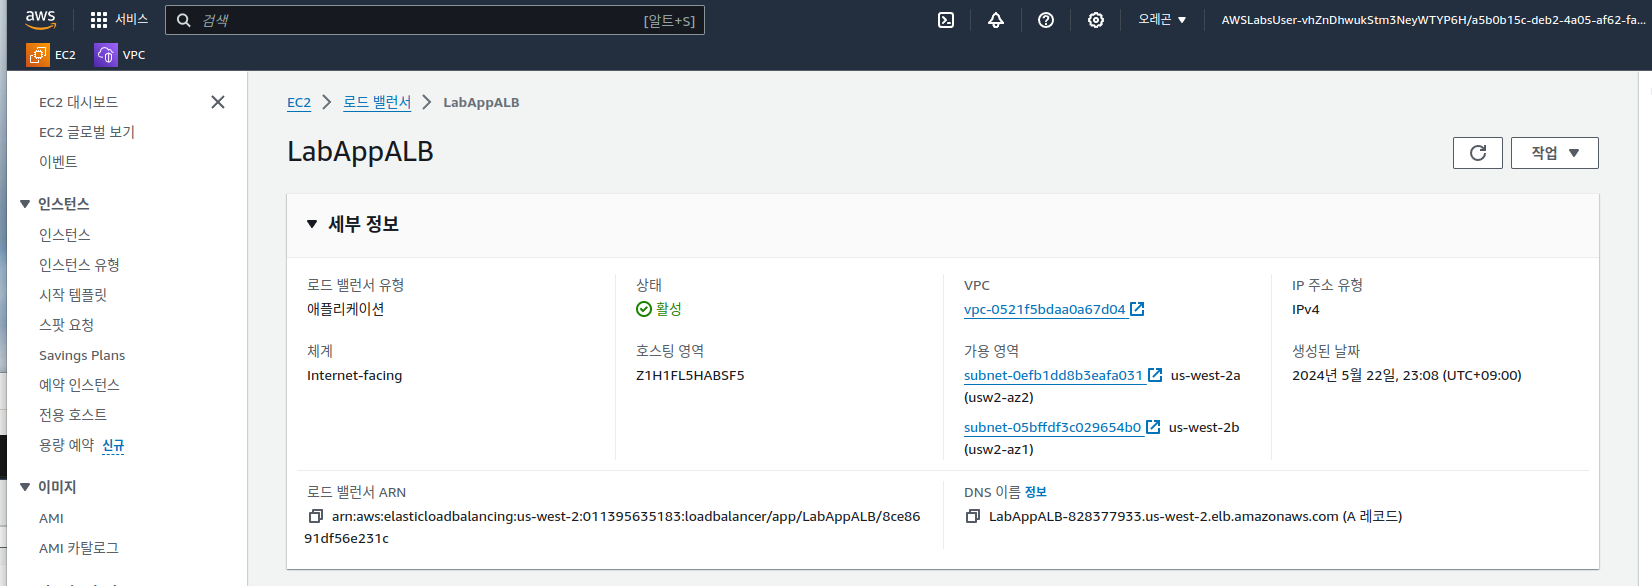 aws
서비스
검색
[알트+S]
오레곤
AWSLabsUser-vhZnDhwukStm3NeyWTYP6H/a5b0b15c-deb2-4a05-af62-fa...
EC2
VPC
EC2 대시보드
EC2 글로벌 보기
이벤트
인스턴스
인스턴스
인스턴스 유형
시작 템플릿
스팟 요청
Savings Plans
예약 인스턴스
전용 호스트
용량 예약 신규
이미지
AMI
AMI 카탈로그
EC2 > 로드 밸런서 > LabAppALB
LabAppALB
작업
세부 정보
로드 밸런서 유형
애플리케이션
상태
활성
VPC
vpc-0521f5bdaa0a67d04
IP 주소 유형
IPv4
체계
Internet-facing
호스팅 영역
Z1H1FL5HABSF5
가용 영역
subnet-0efb1dd8b3eafa031 us-west-2a
(usw2-az2)
subnet-05bffdf3c029654b0 us-west-2b
(usw2-az1)
생성된 날짜
2024년 5월 22일, 23:08 (UTC+09:00)
로드 밸런서 ARN
arn:aws:elasticloadbalancing:us-west-2:011395635183:loadbalancer/app/LabAppALB/8ce86
91df56e231c
DNS 이름 정보
LabAppALB-828377933.us-west-2.elb.amazonaws.com (A 레코드)